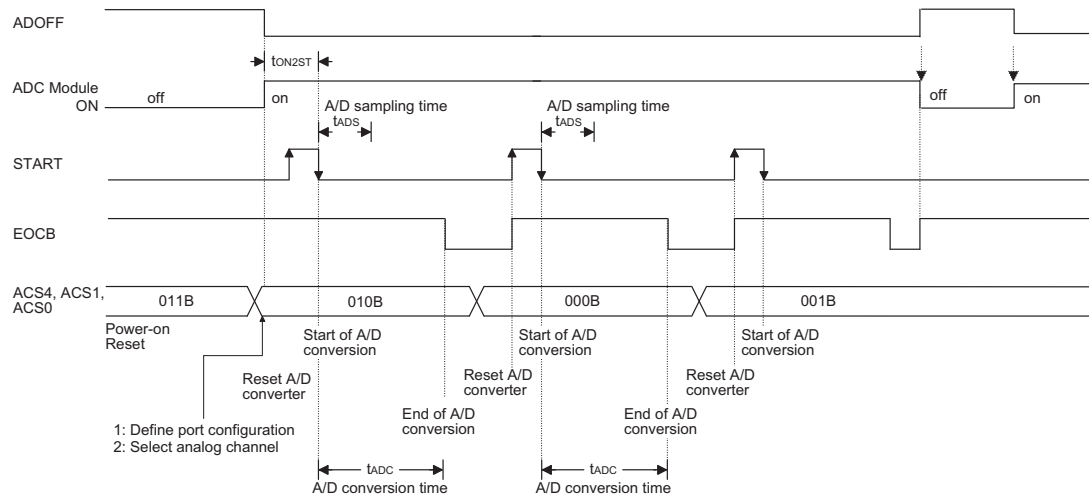 ADOFF
tON2ST
ADC Module
ON
off
on
off
on
A/D sampling time
tADS
A/D sampling time
tADS
START
EOCB
ACS4, ACS1,
ACS0
011B
010B
000B
001B
Power-on
Reset
Start of A/D
conversion
Start of A/D
conversion
Start of A/D
conversion
Reset A/D
converter
Reset A/D
converter
Reset A/D
converter
End of A/D
conversion
End of A/D
conversion
1: Define port configuration
2: Select analog channel
tADC
A/D conversion time
tADC
A/D conversion time